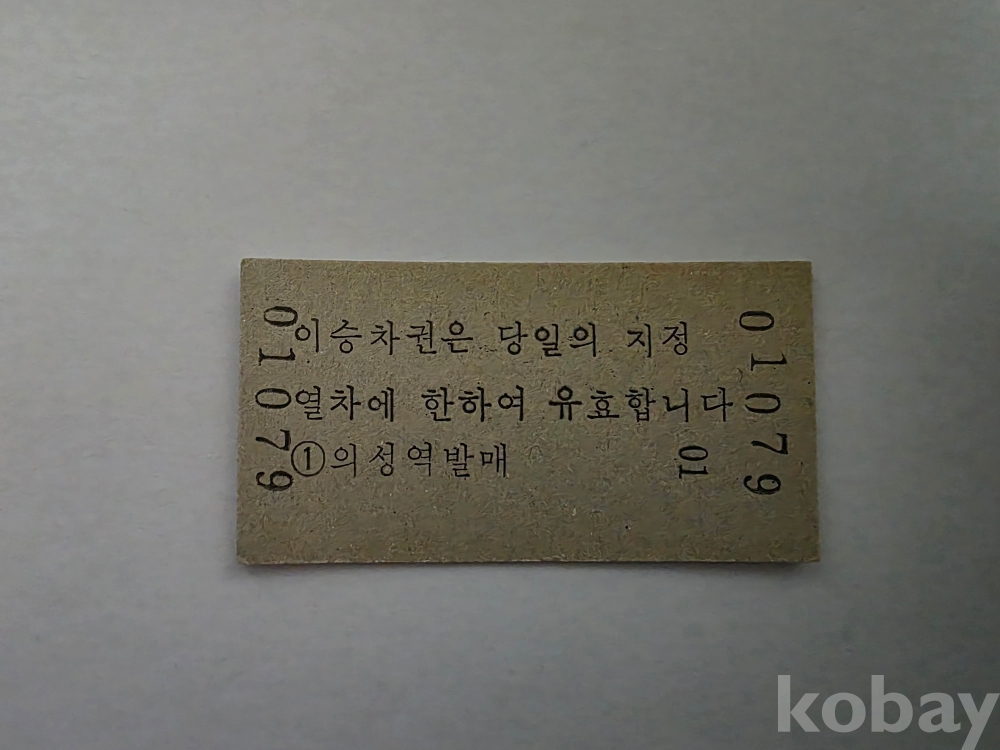 01079
이승차권은 당일의 지정
열차에 한하여 유효합니다
①의성역발매
01
01079
kobay